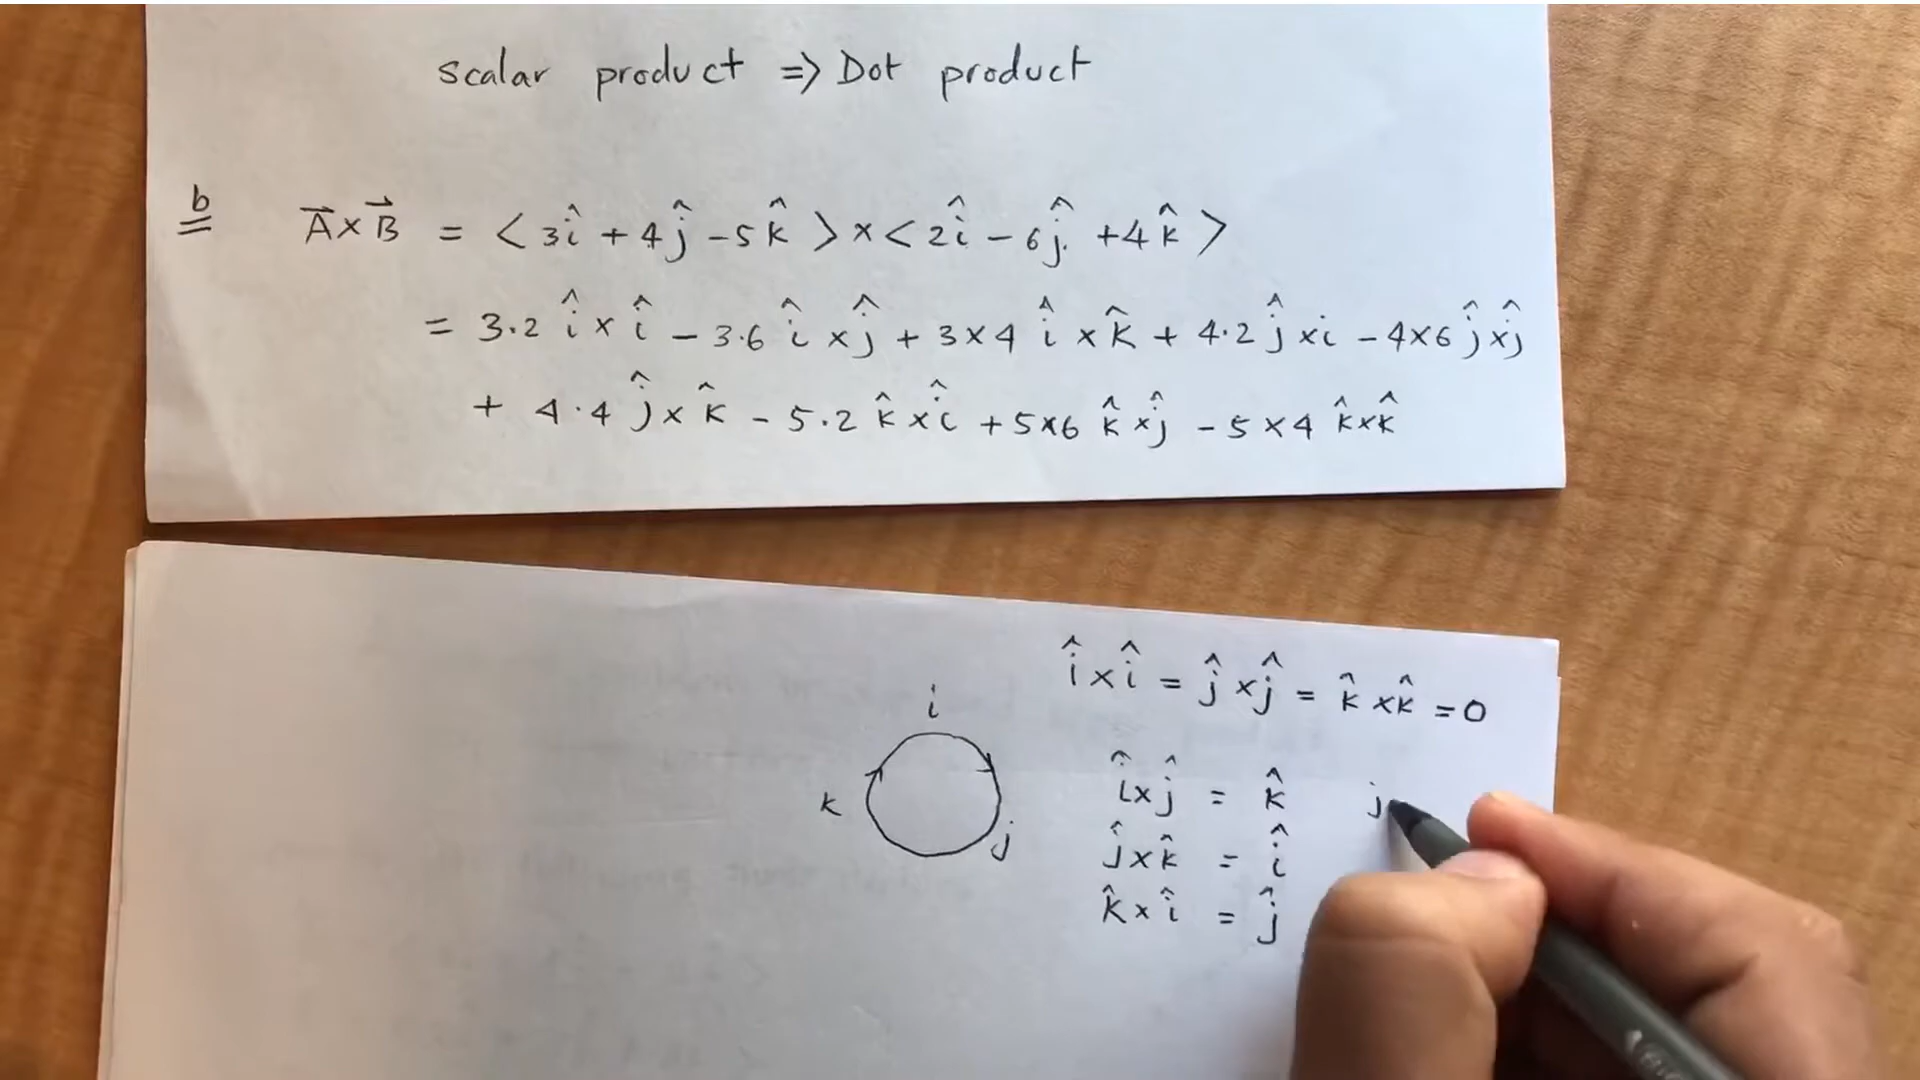 scalar product => Dot product
b A⃗×B⃗ = <3î + 4ĵ - 5k̂ > × < 2î - 6ĵ + 4k̂ >
= 3·2 î × î - 3·6 î × ĵ + 3×4 î × k̂ + 4·2 ĵ × i - 4×6 ĵ × ĵ
+ 4·4 ĵ × k̂ - 5·2 k̂ × î + 5×6 k̂ × ĵ - 5×4 k̂ × k̂
î × î = ĵ × ĵ = k̂ × k̂ = 0
i
k
j
î × ĵ = k̂ j
ĵ × k̂ = î
k̂ × î = ĵ